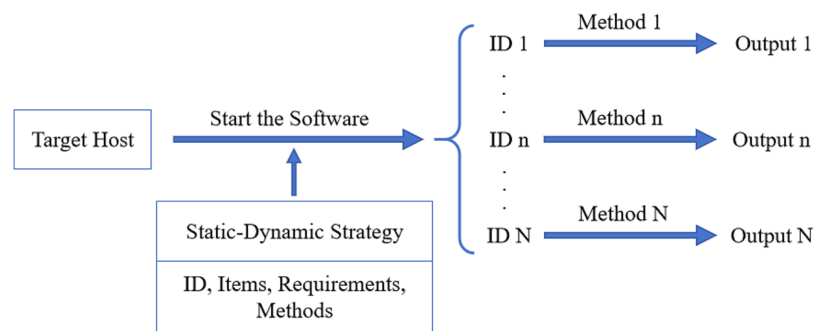 Target Host
Start the Software
Static-Dynamic Strategy
ID, Items, Requirements,
Methods
ID 1
Method 1
Output 1
.
.
.
ID n
Method n
Output n
.
.
.
ID N
Method N
Output N